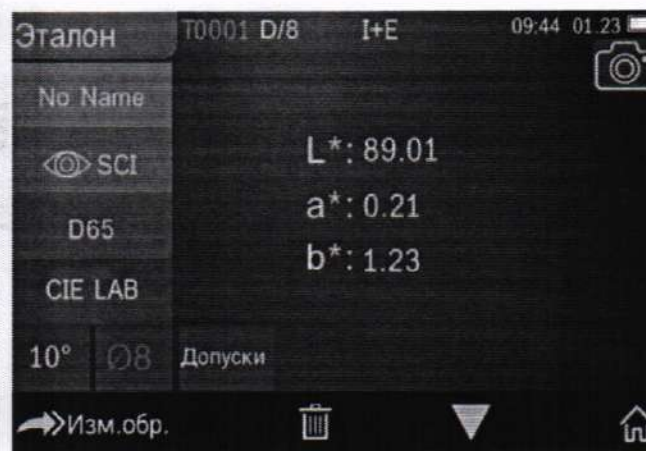 Эталон T0001 D/8 I+E 09:44 01.23
No Name
SCI
D65
CIE LAB
10° Ø8
L*: 89.01
a*: 0.21
b*: 1.23
Допуски
Изм.обр.